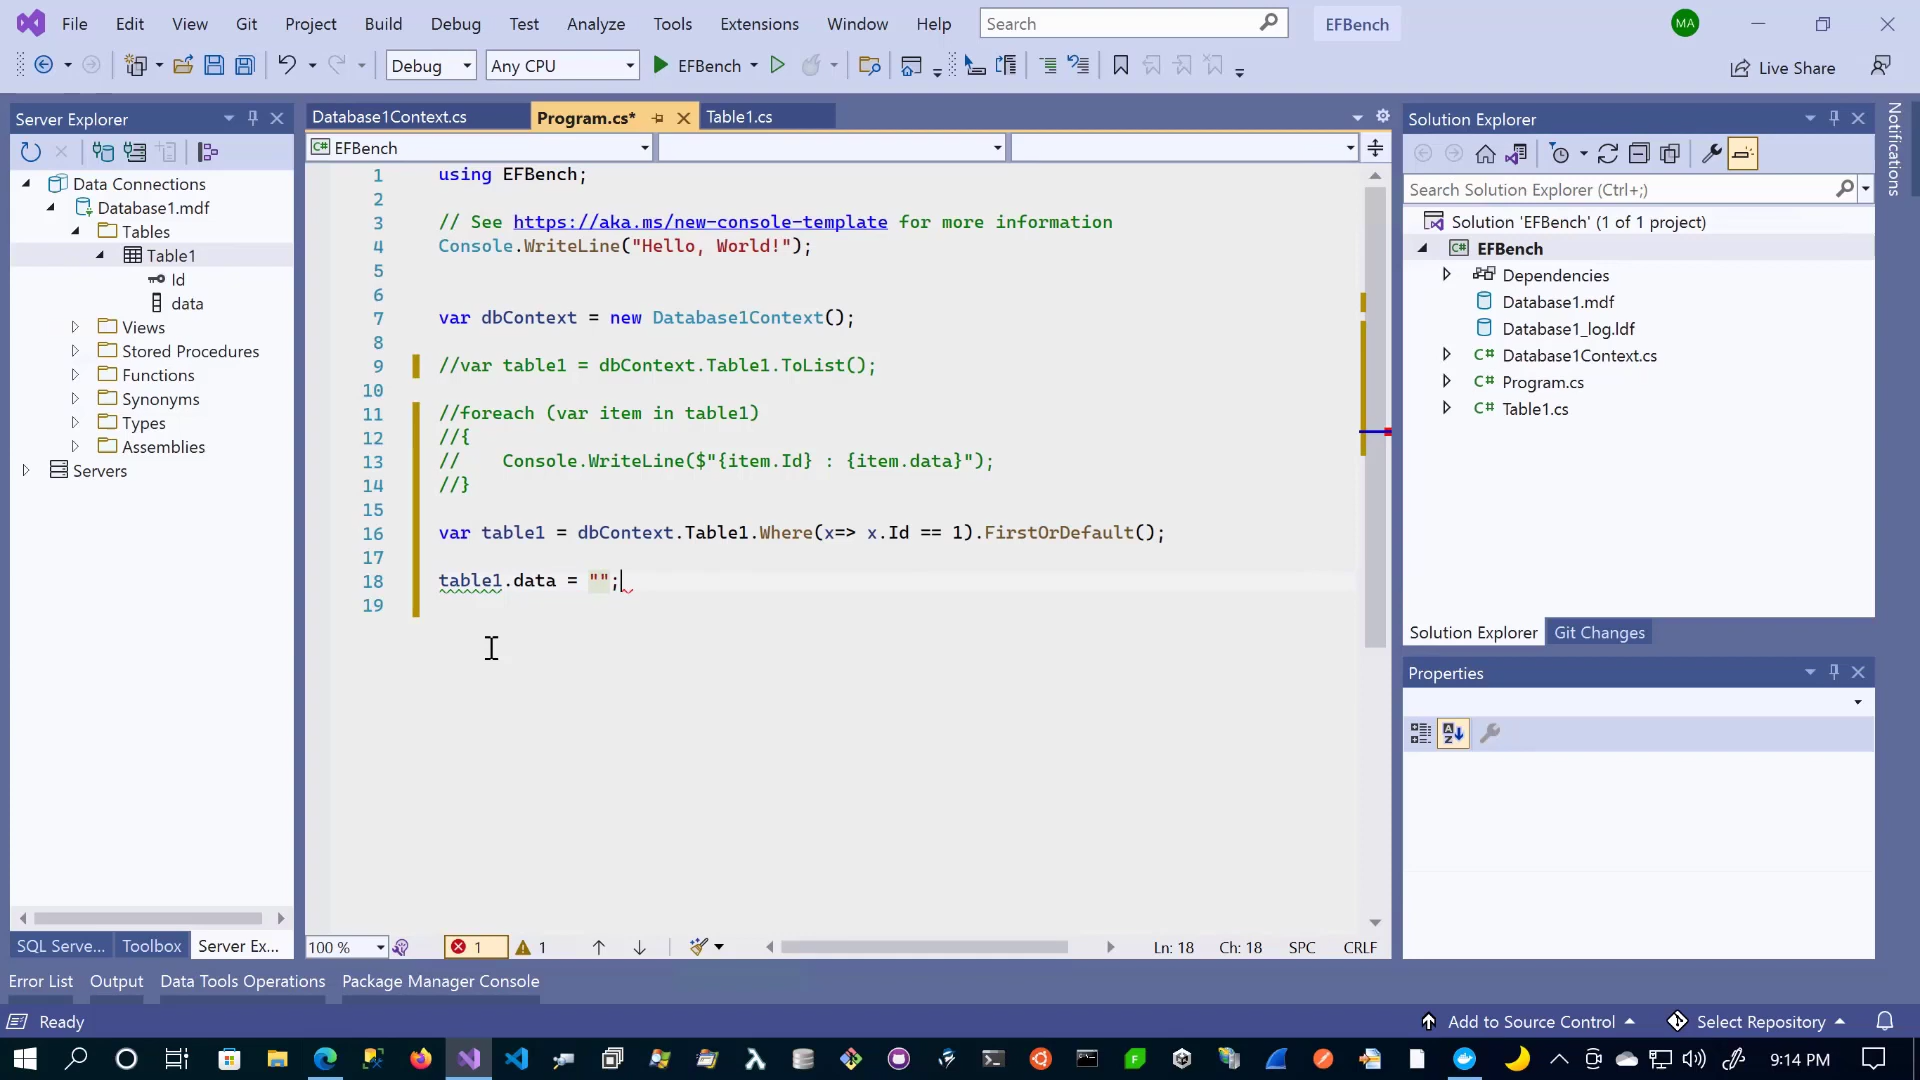 File Edit View Git Project Build Debug Test Analyze Tools Extensions Window Help Search EFBench MA
Debug Any CPU EFBench Live Share
Server Explorer
Data Connections
Database1.mdf
Tables
Table1
Id
data
Views
Stored Procedures
Functions
Synonyms
Types
Assemblies
Servers
SQL Serve... Toolbox Server Ex...
Database1Context.cs Program.cs* Table1.cs
C# EFBench
1 using EFBench;
2
3 // See https://aka.ms/new-console-template for more information
4 Console.WriteLine("Hello, World!");
5
6
7 var dbContext = new Database1Context();
8
9 //var table1 = dbContext.Table1.ToList();
10
11 //foreach (var item in table1)
12 //{
13 //    Console.WriteLine($"{item.Id} : {item.data}");
14 //}
15
16 var table1 = dbContext.Table1.Where(x=> x.Id == 1).FirstOrDefault();
17
18 table1.data = "";
19
100 % 1 1 Ln: 18 Ch: 18 SPC CRLF
Solution Explorer
Search Solution Explorer (Ctrl+;)
Solution 'EFBench' (1 of 1 project)
C# EFBench
Dependencies
Database1.mdf
Database1_log.ldf
C# Database1Context.cs
C# Program.cs
C# Table1.cs
Solution Explorer Git Changes
Properties
Notifications
Error List Output Data Tools Operations Package Manager Console
Ready Add to Source Control Select Repository
9:14 PM